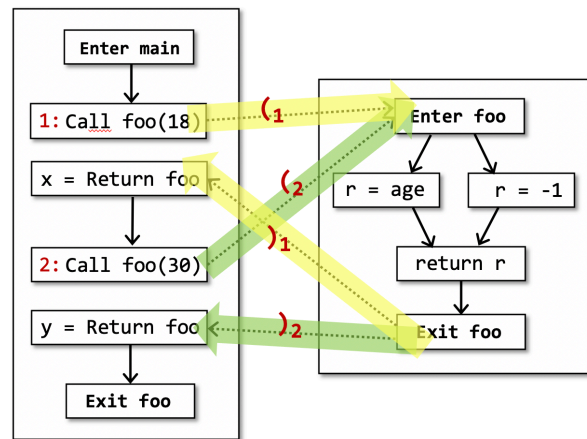 Enter main
1: Call foo(18)
x = Return foo
2: Call foo(30)
y = Return foo
Exit foo
(1
(2
)1
)2
Enter foo
r = age
r = -1
return r
Exit foo